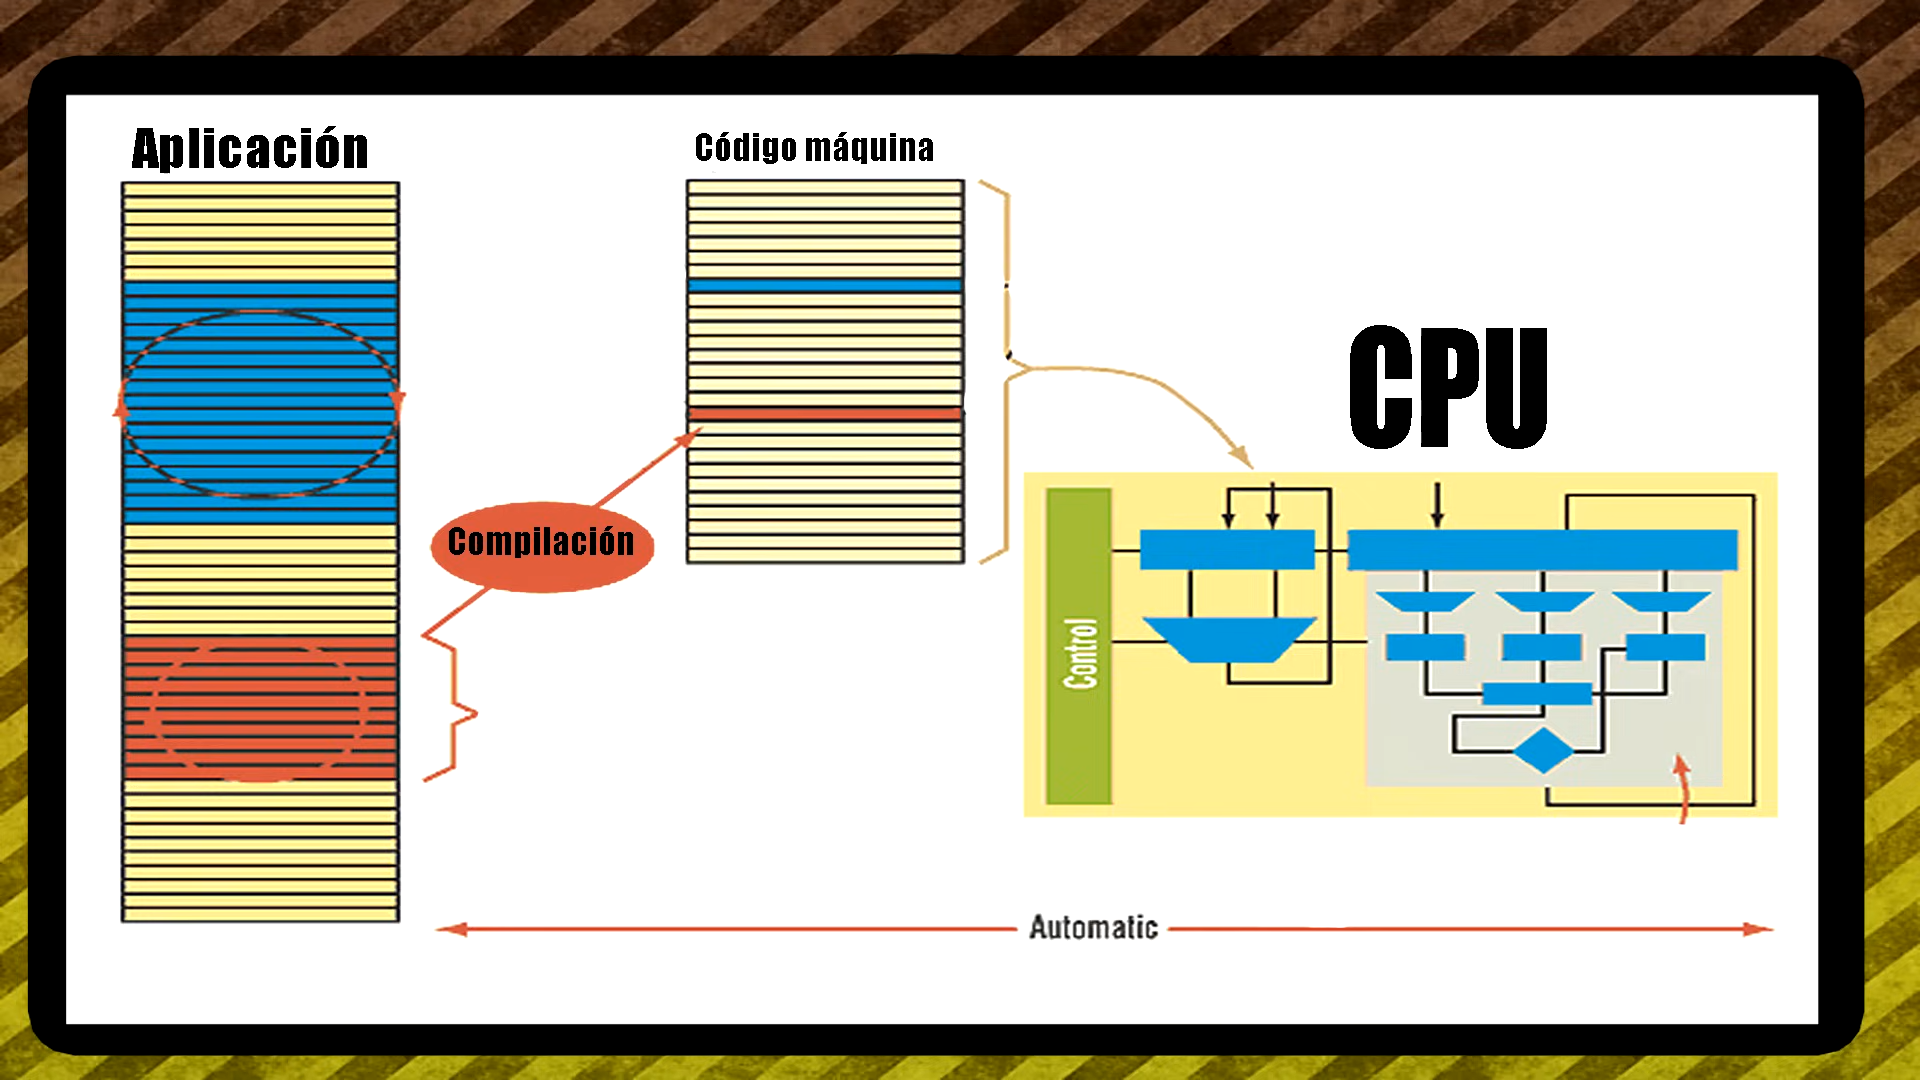 Aplicación
Código máquina
CPU
Compilación
Control
Automatic